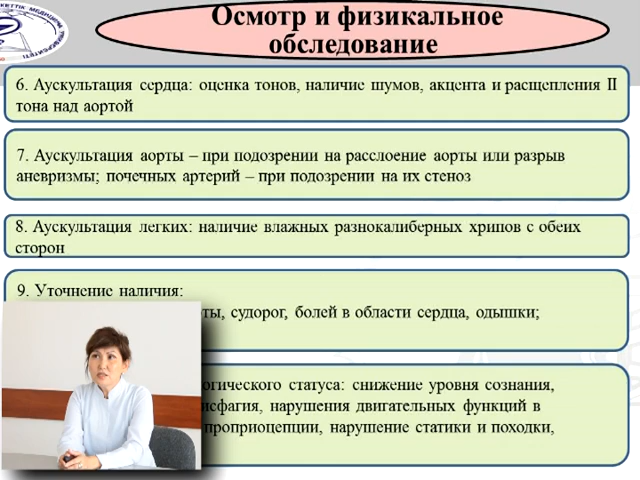 Осмотр и физикальное
обследование
6. Аускультация сердца: оценка тонов, наличие шумов, акцента и расщепления II
тона над аортой
7. Аускультация аорты – при подозрении на расслоение аорты или разрыв
аневризмы; почечных артерий – при подозрении на их стеноз
8. Аускультация легких: наличие влажных разнокалиберных хрипов с обеих
сторон
9. Уточнение наличия:
судорог, болей в области сердца, одышки;
статуса: снижение уровня сознания,
нарушения двигательных функций в
проприоцепции, нарушение статики и походки,